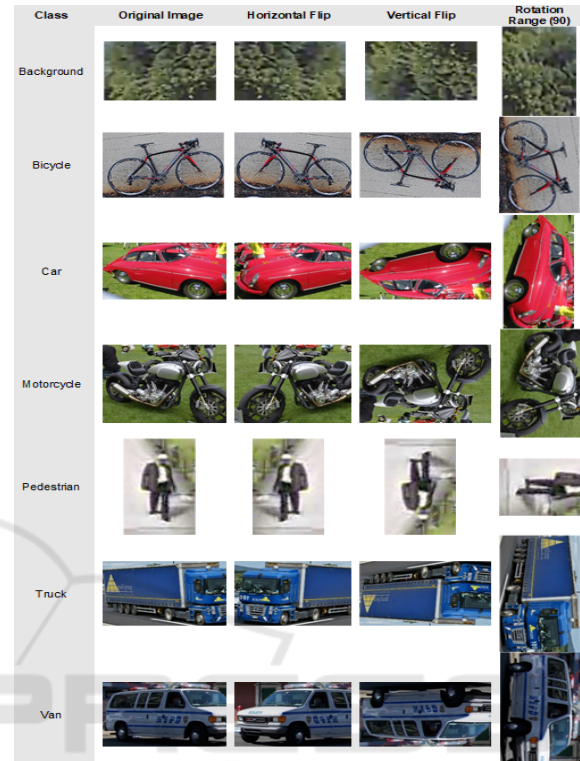 Class Original Image Horizontal Flip Vertical Flip Rotation Range (90)
Background
Bicycle
Car
Motorcycle
Pedestrian
Truck
Van